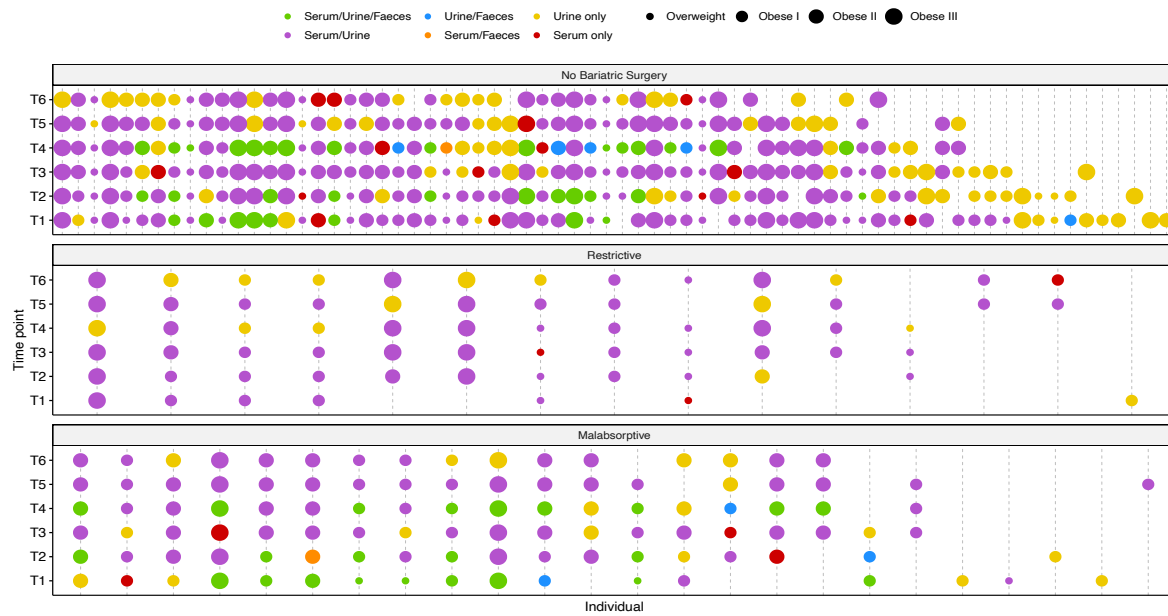 Serum/Urine/Faeces Urine/Faeces Urine only Overweight Obese I Obese II Obese III
Serum/Urine Serum/Faeces Serum only
No Bariatric Surgery
T6
T5
T4
T3
T2
T1
Restrictive
T6
T5
T4
T3
T2
T1
Time point
Malabsorptive
T6
T5
T4
T3
T2
T1
Individual